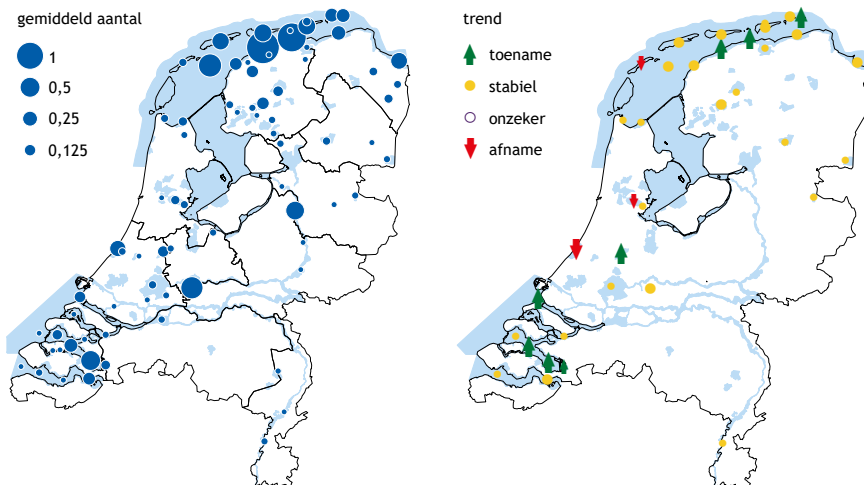 gemiddeld aantal
1
0,5
0,25
0,125
trend
toename
stabiel
onzeker
afname